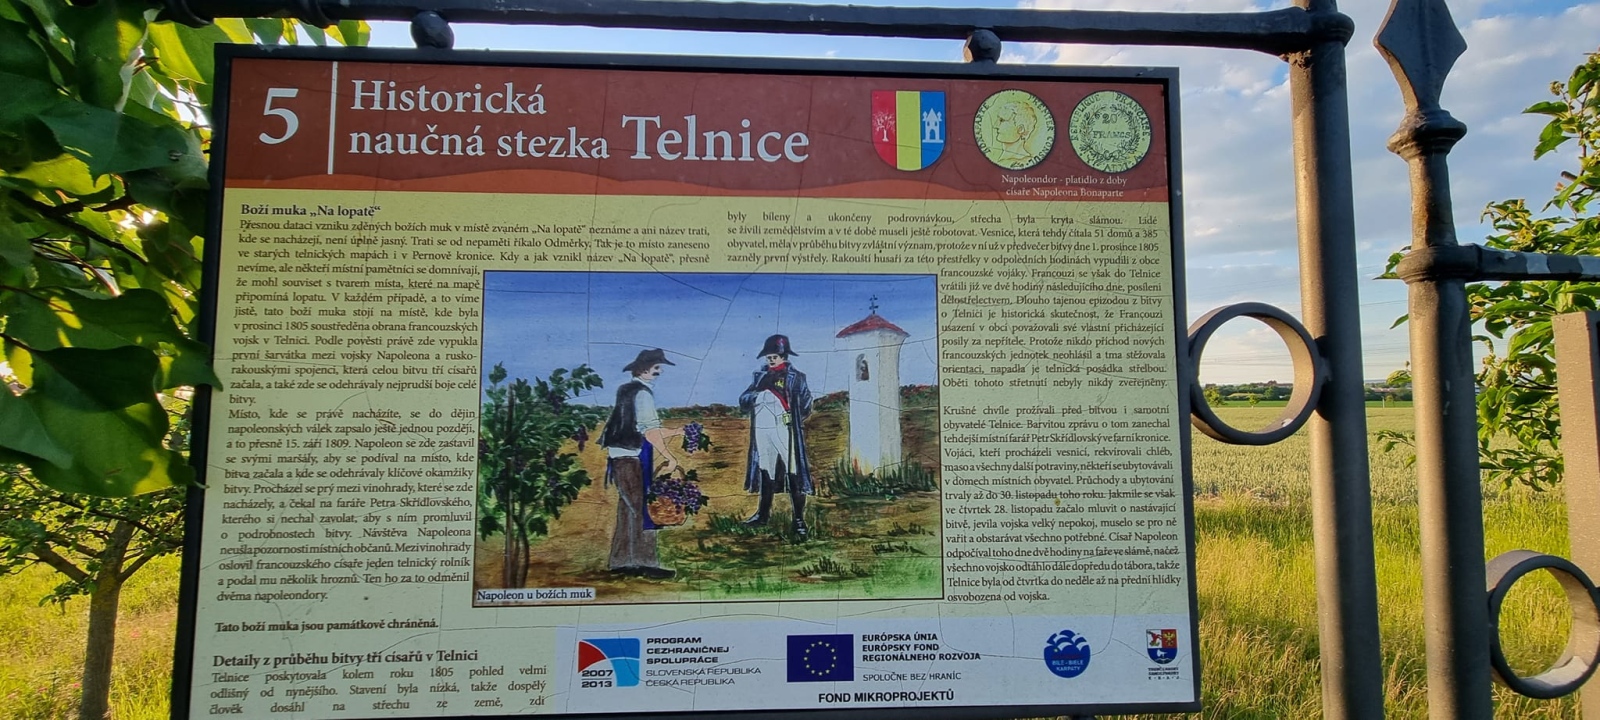 5
Historická
naučná stezka Telnice
Napoleondor - platidlo z doby
císaře Napoleona Bonaparte
RÉPUBLIQUE FRANÇAISE
20
FRANCS
Boží muka „Na lopatě“
Přesnou dataci vzniku zděných božích muk v místě zvaném „Na lopatě“ neznáme a ani název trati,
kde se nacházejí, není úplně jasný. Trati se od nepaměti říkalo Odměrky. Tak je to místo zaneseno
ve starých telnických mapách i v Pernově kronice. Kdy a jak vznikl název „Na lopatě“, přesně
nevíme, ale někteří místní pamětníci se domnívají,
že mohl souviset s tvarem místa, které na mapě
připomíná lopatu. V každém případě, a to víme
jistě, tato boží muka stojí na místě, kde byla
v prosinci 1805 soustředěna obrana francouzských
vojsk v Telnici. Podle pověsti právě zde vypukla
první šarvátka mezi vojsky Napoleona a rusko-
rakouskými spojenci, která celou bitvu tří císařů
začala, a také zde se odehrávaly nejprudší boje celé
bitvy.
Místo, kde se právě nacházíte, se do dějin
napoleonských válek zapsalo ještě jednou později,
a to přesně 15. září 1809. Napoleon se zde zastavil
se svými maršály, aby se podíval na místo, kde
bitva začala a kde se odehrávaly klíčové okamžiky
bitvy. Procházel se prý mezi vinohrady, které se zde
nacházely, a čekal na faráře Petra Skřídlovského,
kterého si nechal zavolat, aby s ním promluvil
o podrobnostech bitvy. Návštěva Napoleona
neušla pozornosti místních občanů. Mezi vinohrady
oslovil francouzského císaře jeden telnický rolník
a podal mu několik hroznů. Ten ho za to odměnil
dvěma napoleondory.
Tato boží muka jsou památkově chráněná.
Detaily z průběhu bitvy tří císařů v Telnici
Telnice poskytovala kolem roku 1805 pohled velmi
odlišný od nynějšího. Stavení byla nízká, takže dospělý
člověk dosáhl na střechu ze země, zdi
byly bíleny a ukončeny podrovnávkou, střecha byla kryta slámou. Lidé
se živili zemědělstvím a v té době museli ještě robotovat. Vesnice, která tehdy čítala 51 domů a 385
obyvatel, měla v průběhu bitvy zvláštní význam, protože v ní už v předvečer bitvy dne 1. prosince 1805
zazněly první výstřely. Rakouští husaři za této přestřelky v odpoledních hodinách vypudili z obce
francouzské vojáky. Francouzi se však do Telnice
vrátili již ve dvě hodiny následujícího dne, posíleni
dělostřelectvem. Dlouho tajenou epizodou z bitvy
o Telnici je historická skutečnost, že Francouzi
usazení v obci považovali své vlastní přicházející
posily za nepřítele. Protože nikdo příchod nových
francouzských jednotek neohlásil a tma stěžovala
orientaci, napadla je telnická posádka střelbou.
Oběti tohoto střetnutí nebyly nikdy zveřejněny.
Krušné chvíle prožívali před bitvou i samotní
obyvatelé Telnice. Barvitou zprávu o tom zanechal
tehdejší místní farář Petr Skřídlovský ve farní kronice.
Vojáci, kteří procházeli vesnicí, rekvírovali chléb,
maso a všechny další potraviny, někteří se ubytovávali
v domech místních obyvatel. Průchody a ubytování
trvaly až do 30. listopadu toho roku. Jakmile se však
ve čtvrtek 28. listopadu začalo mluvit o nastávající
bitvě, jevila vojska velký nepokoj, muselo se pro ně
vařit a obstarávat všechno potřebné. Císař Napoleon
odpočíval toho dne dvě hodiny na faře ve slámě, načež
všechno vojsko odtáhlo dále dopředu do tábora, takže
Telnice byla od čtvrtka do neděle až na přední hlídky
osvobozena od vojska.
Napoleon u božích muk
2007
2013
PROGRAM
CEZHRANIČNEJ
SPOLUPRÁCE
SLOVENSKÁ REPUBLIKA
ČESKÁ REPUBLIKA
EURÓPSKA ÚNIA
EURÓPSKY FOND
REGIONÁLNEHO ROZVOJA
SPOLOČNE BEZ HRANÍC
FOND MIKROPROJEKTŮ
BÍLÉ-BIELE
KARPATY